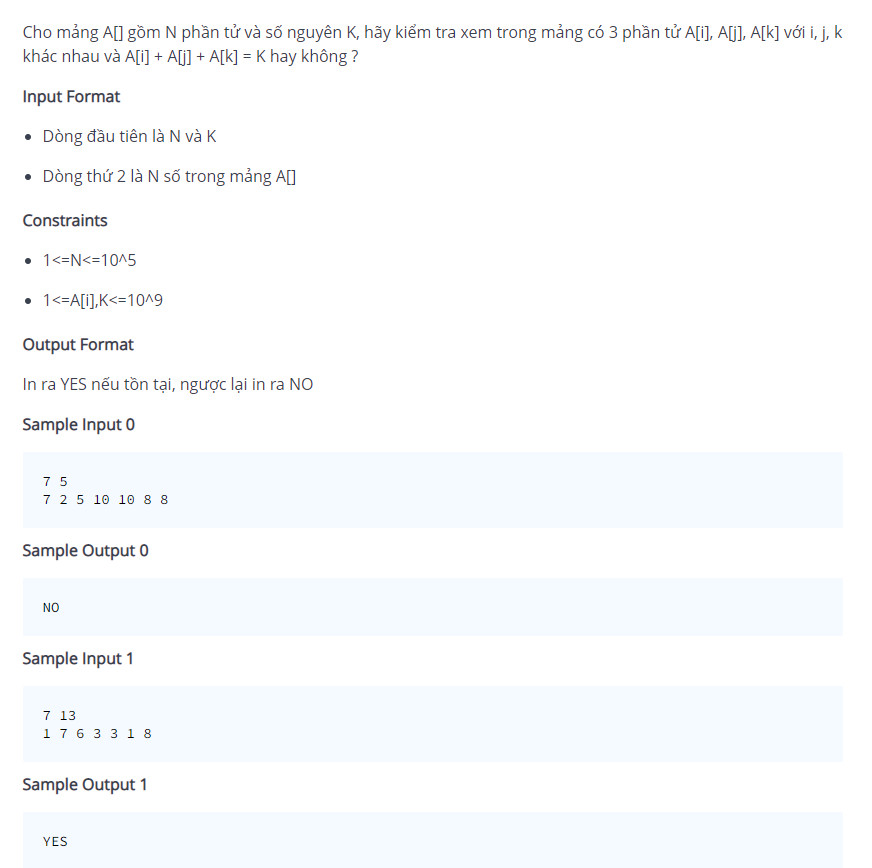 Cho mảng A[] gồm N phần tử và số nguyên K, hãy kiểm tra xem trong mảng có 3 phần tử A[i], A[j], A[k] với i, j, k
khác nhau và A[i] + A[j] + A[k] = K hay không ?
Input Format
• Dòng đầu tiên là N và K
• Dòng thứ 2 là N số trong mảng A[]
Constraints
• 1<=N<=10^5
• 1<=A[i],K<=10^9
Output Format
In ra YES nếu tồn tại, ngược lại in ra NO
Sample Input 0
7 5
7 2 5 10 10 8 8
Sample Output 0
NO
Sample Input 1
7 13
1 7 6 3 3 1 8
Sample Output 1
YES